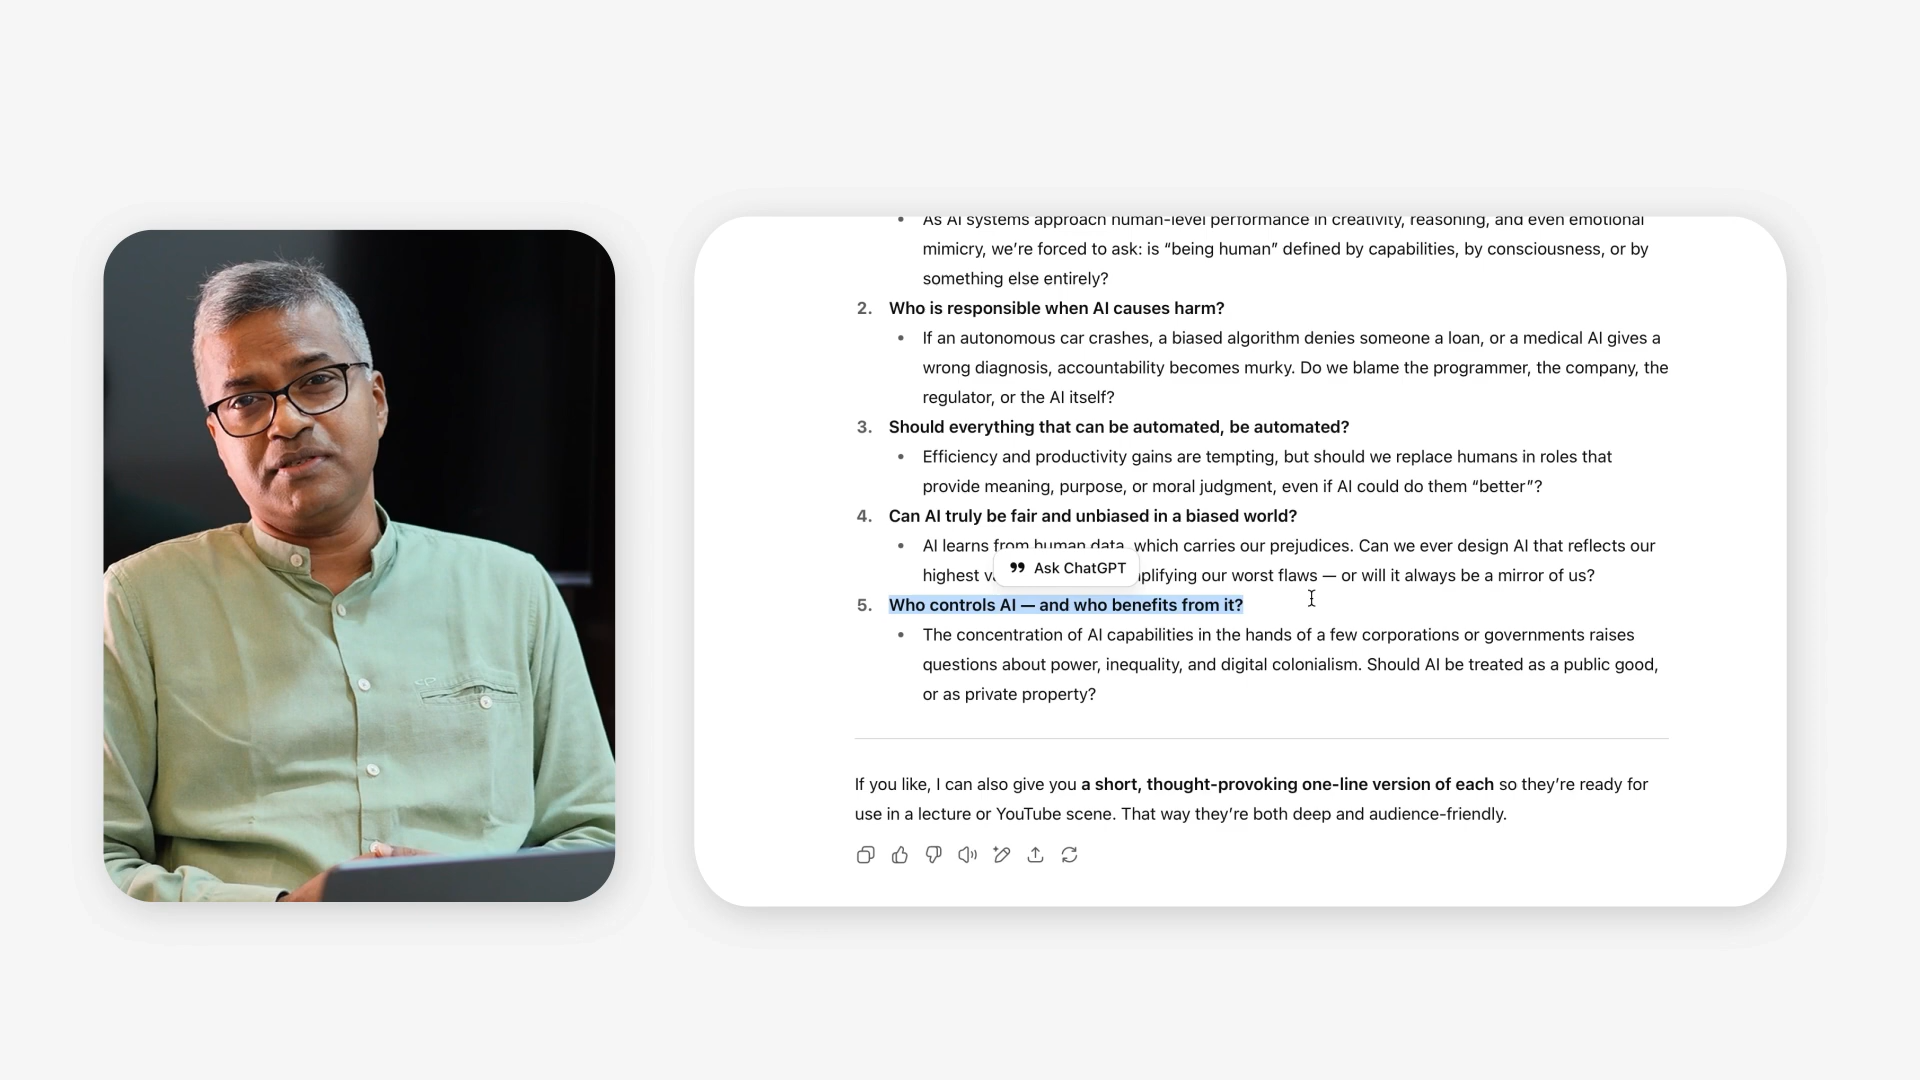 As AI systems approach human-level performance in creativity, reasoning, and even emotional
mimicry, we’re forced to ask: is “being human” defined by capabilities, by consciousness, or by
something else entirely?
2. Who is responsible when AI causes harm?
If an autonomous car crashes, a biased algorithm denies someone a loan, or a medical AI gives a
wrong diagnosis, accountability becomes murky. Do we blame the programmer, the company, the
regulator, or the AI itself?
3. Should everything that can be automated, be automated?
Efficiency and productivity gains are tempting, but should we replace humans in roles that
provide meaning, purpose, or moral judgment, even if AI could do them “better”?
4. Can AI truly be fair and unbiased in a biased world?
AI learns from human data, which carries our prejudices. Can we ever design AI that reflects our
highest our worst flaws — or will it always be a mirror of us?
Ask ChatGPT
5. Who controls AI — and who benefits from it?
The concentration of AI capabilities in the hands of a few corporations or governments raises
questions about power, inequality, and digital colonialism. Should AI be treated as a public good,
or as private property?
If you like, I can also give you a short, thought-provoking one-line version of each so they’re ready for
use in a lecture or YouTube scene. That way they’re both deep and audience-friendly.